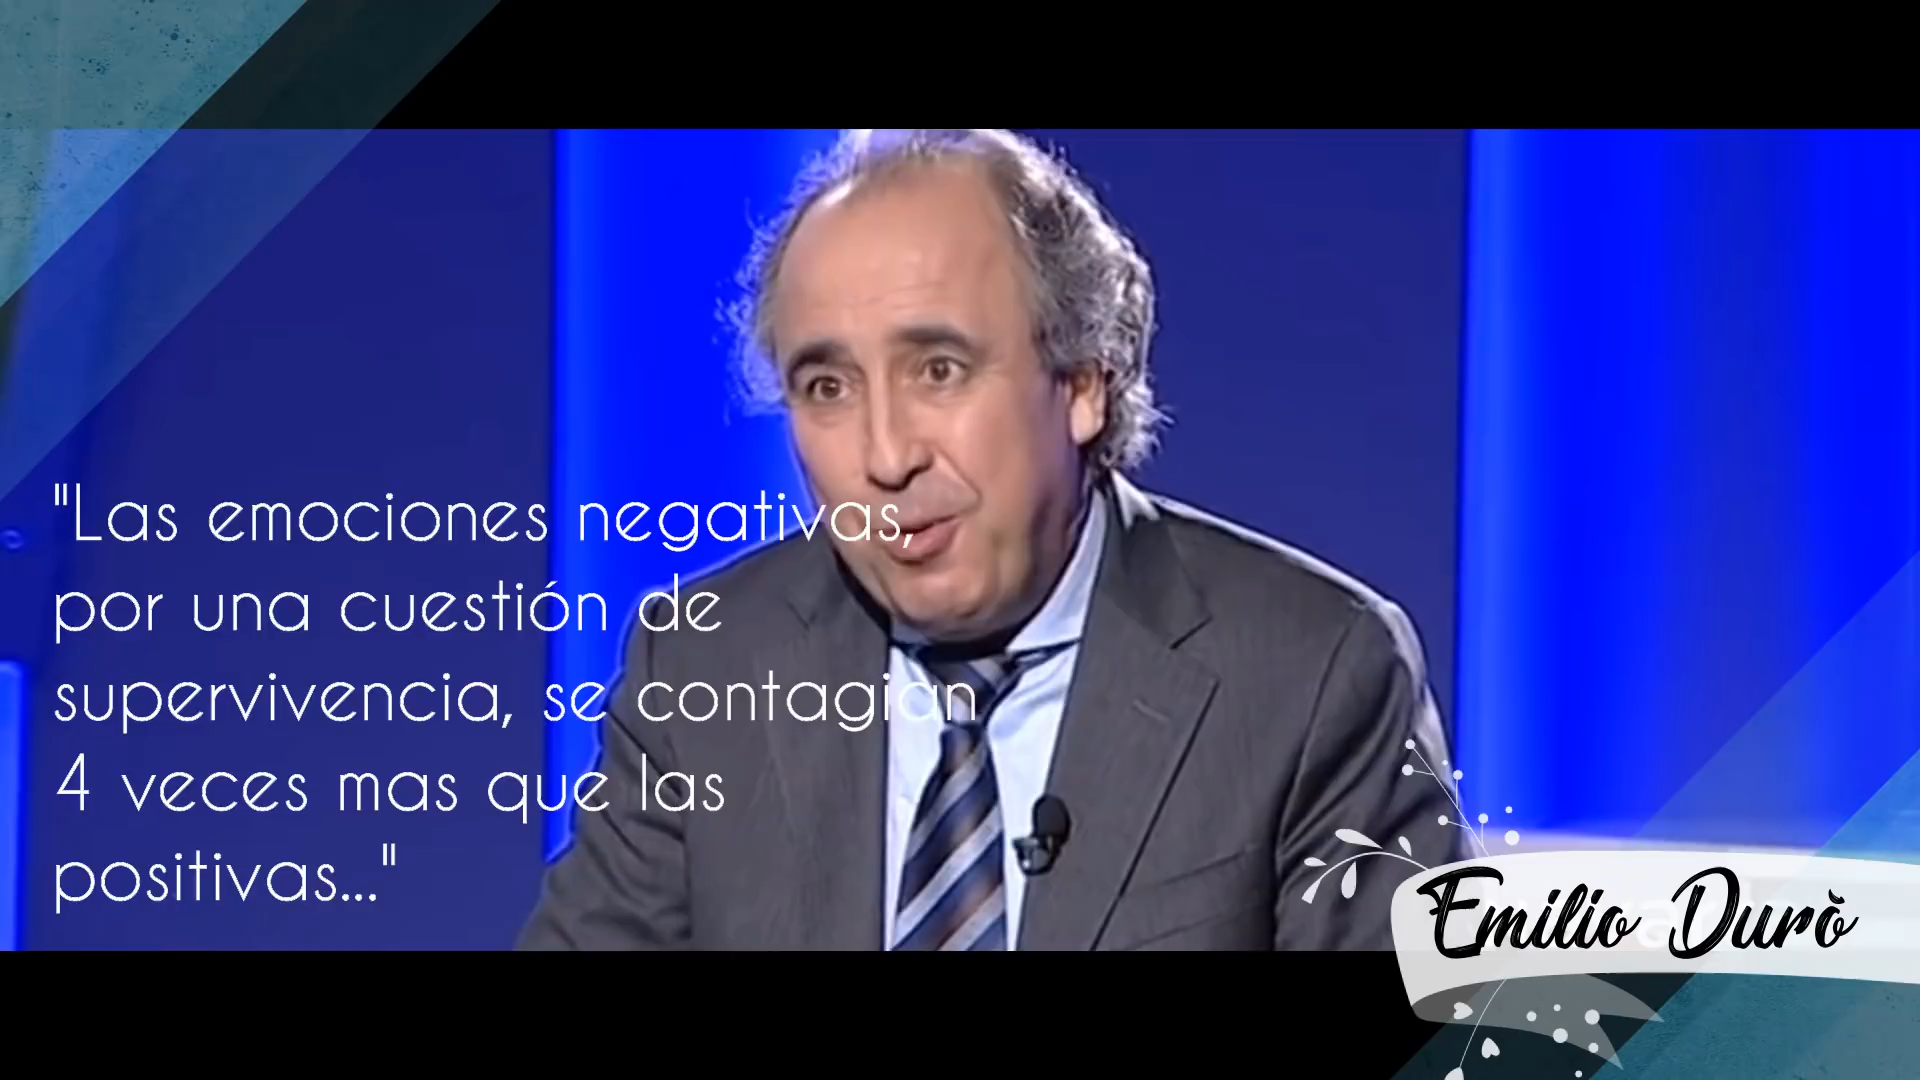 "Las emociones negativas,
por una cuestión de
supervivencia, se contagian
4 veces mas que las
positivas..."
Emilio Durò